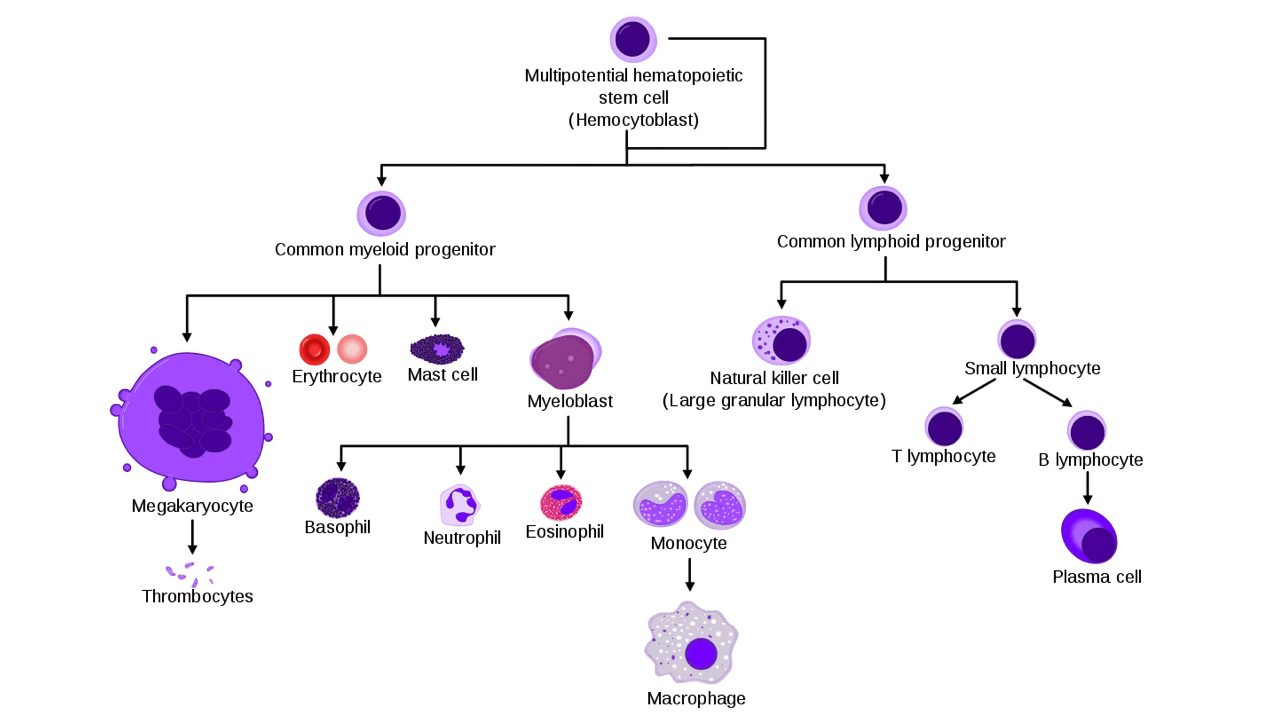 Multipotential hematopoietic
stem cell
(Hemocytoblast)
Common myeloid progenitor
Common lymphoid progenitor
Erythrocyte
Mast cell
Myeloblast
Natural killer cell
(Large granular lymphocyte)
Small lymphocyte
T lymphocyte
B lymphocyte
Megakaryocyte
Basophil
Neutrophil
Eosinophil
Monocyte
Plasma cell
Thrombocytes
Macrophage